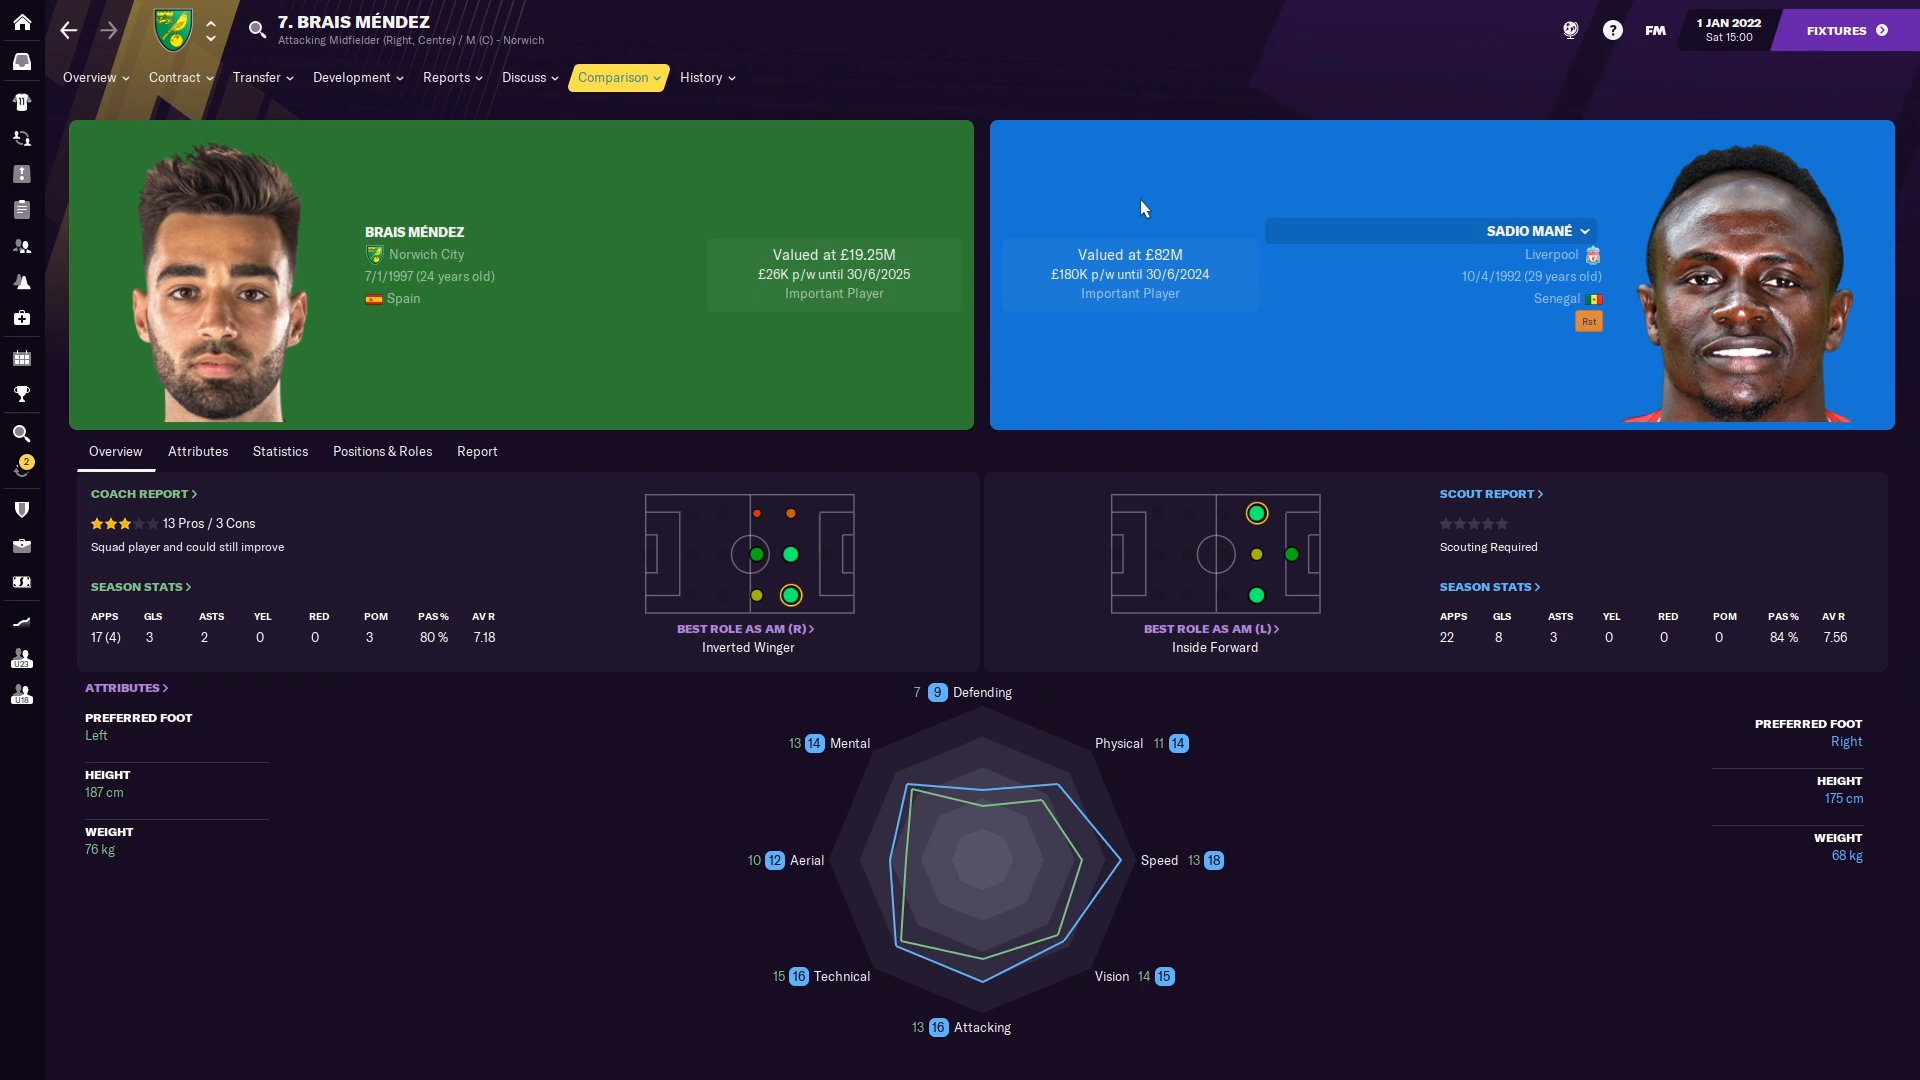 7. BRAIS MÉNDEZ
Attacking Midfielder (Right, Centre) / M (C) - Norwich
FM
1 JAN 2022
Sat 15:00
FIXTURES
Overview
Contract
Transfer
Development
Reports
Discuss
Comparison
History
BRAIS MÉNDEZ
Norwich City
7/1/1997 (24 years old)
Spain
Valued at £19.25M
£26K p/w until 30/6/2025
Important Player
Valued at £82M
£180K p/w until 30/6/2024
Important Player
SADIO MANÉ
Liverpool
10/4/1992 (29 years old)
Senegal
Rst
2
U23
U18
Overview
Attributes
Statistics
Positions & Roles
Report
COACH REPORT
13 Pros / 3 Cons
Squad player and could still improve
SEASON STATS
APPS GLS ASTS YEL RED POM PAS % AV R
17 (4) 3 2 0 0 3 80 % 7.18
BEST ROLE AS AM (R)
Inverted Winger
BEST ROLE AS AM (L)
Inside Forward
SCOUT REPORT
Scouting Required
SEASON STATS
APPS GLS ASTS YEL RED POM PAS % AV R
22 8 3 0 0 0 84 % 7.56
ATTRIBUTES
PREFERRED FOOT
Left
HEIGHT
187 cm
WEIGHT
76 kg
7 9 Defending
13 14 Mental
Physical 11 14
10 12 Aerial
Speed 13 18
15 16 Technical
Vision 14 15
13 16 Attacking
PREFERRED FOOT
Right
HEIGHT
175 cm
WEIGHT
68 kg